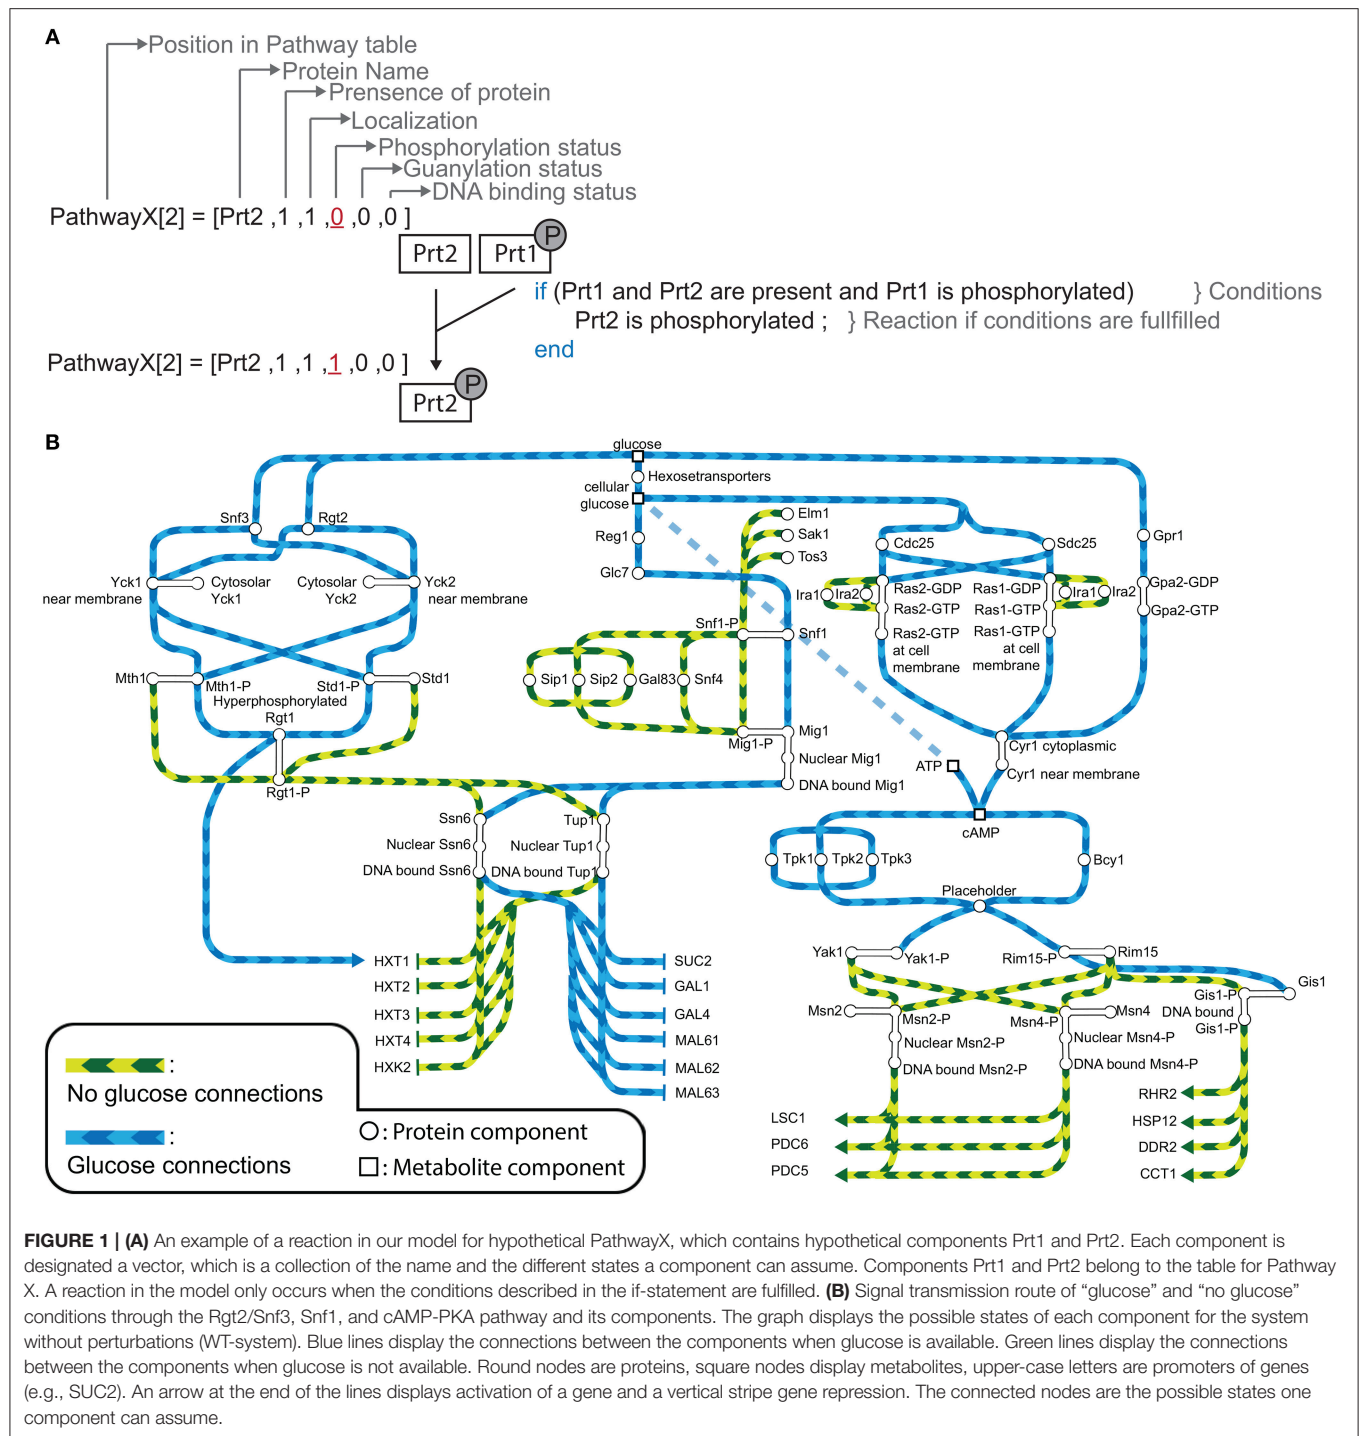 A
Position in Pathway table
Protein Name
Prensence of protein
Localization
Phosphorylation status
Guanylation status
DNA binding status
PathwayX[2] = [Prt2 ,1 ,1 ,0 ,0 ,0 ]
Prt2
Prt1
P
if (Prt1 and Prt2 are present and Prt1 is phosphorylated) } Conditions
Prt2 is phosphorylated ; } Reaction if conditions are fullfilled
end
PathwayX[2] = [Prt2 ,1 ,1 ,1 ,0 ,0 ]
P
Prt2
B
glucose
Hexosetransporters
cellular
glucose
Elm1
Sak1
Tos3
Snf3
Rgt2
Reg1
Glc7
Cdc25
Sdc25
Gpr1
Yck1
near membrane
Cytosolar
Yck1
Cytosolar
Yck2
Yck2
near membrane
Ira1
Ira2
Ras2-GDP
Ras2-GTP
Ras2-GTP
at cell
membrane
Ras1-GDP
Ras1-GTP
Ras1-GTP
at cell
membrane
Ira1
Ira2
Gpa2-GDP
Gpa2-GTP
Snf1-P
Snf1
Mth1
Mth1-P
Std1-P
Std1
Hyperphosphorylated
Rgt1
Sip1
Sip2
Gal83
Snf4
Mig1-P
Mig1
Nuclear Mig1
DNA bound Mig1
Rgt1-P
Cyr1 cytoplasmic
ATP
Cyr1 near membrane
cAMP
Ssn6
Nuclear Ssn6
DNA bound Ssn6
Tup1
Nuclear Tup1
DNA bound Tup1
Tpk1
Tpk2
Tpk3
Bcy1
Placeholder
Yak1
Yak1-P
Rim15-P
Rim15
HXT1
HXT2
HXT3
HXT4
HXK2
SUC2
GAL1
GAL4
MAL61
MAL62
MAL63
Msn2
Msn2-P
Nuclear Msn2-P
DNA bound Msn2-P
Msn4-P
Msn4
Nuclear Msn4-P
DNA bound Msn4-P
Gis1
Gis1-P
DNA bound
Gis1-P
LSC1
PDC6
PDC5
RHR2
HSP12
DDR2
CCT1
:
No glucose connections
:
Glucose connections
: Protein component
: Metabolite component
FIGURE 1 | (A) An example of a reaction in our model for hypothetical PathwayX, which contains hypothetical components Prt1 and Prt2. Each component is
designated a vector, which is a collection of the name and the different states a component can assume. Components Prt1 and Prt2 belong to the table for Pathway
X. A reaction in the model only occurs when the conditions described in the if-statement are fulfilled. (B) Signal transmission route of “glucose” and “no glucose”
conditions through the Rgt2/Snf3, Snf1, and cAMP-PKA pathway and its components. The graph displays the possible states of each component for the system
without perturbations (WT-system). Blue lines display the connections between the components when glucose is available. Green lines display the connections
between the components when glucose is not available. Round nodes are proteins, square nodes display metabolites, upper-case letters are promoters of genes
(e.g., SUC2). An arrow at the end of the lines displays activation of a gene and a vertical stripe gene repression. The connected nodes are the possible states one
component can assume.